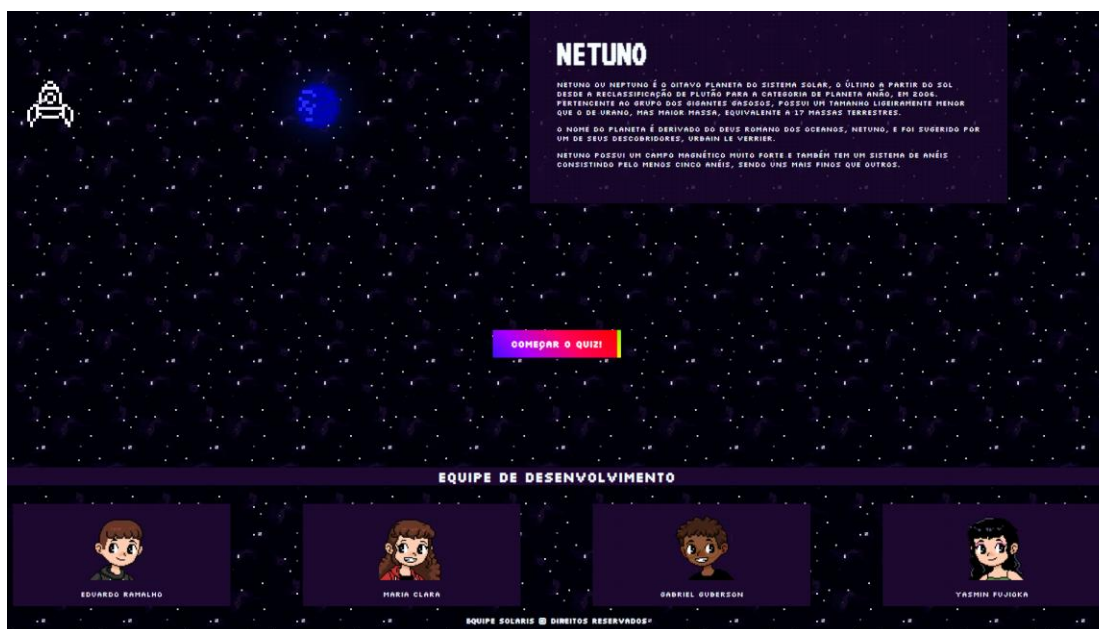 NETUNO
NETUNO OU NEPTUNO É O OITAVO PLANETA DO SISTEMA SOLAR, O ÚLTIMO A PARTIR DO SOL
DESDE A RECLASSIFICAÇÃO DE PLUTÃO PARA A CATEGORIA DE PLANETA ANÃO, EM 2006.
PERTENCENTE AO GRUPO DOS GIGANTES GASOSOS, POSSUI UM TAMANHO LIGEIRAMENTE MENOR
QUE O DE URANO, MAS MAIOR MASSA, EQUIVALENTE A 17 MASSAS TERRESTRES.
O NOME DO PLANETA É DERIVADO DO DEUS ROMANO DOS OCEANOS, NETUNO, E FOI SUGERIDO POR
UM DE SEUS DESCOBRIDORES, URBAIN LE VERRIER.
NETUNO POSSUI UM CAMPO MAGNÉTICO MUITO FORTE E TAMBÉM TEM UM SISTEMA DE ANÉIS
CONSISTINDO PELO MENOS CINCO ANÉIS, SENDO UNS MAIS FINOS QUE OUTROS.
COMEÇAR O QUIZ!
EQUIPE DE DESENVOLVIMENTO
EDUARDO RAMALHO
MARIA CLARA
GABRIEL GUBERSON
YASMIN FUJIOKA
EQUIPE SOLARIS © DIREITOS RESERVADOS